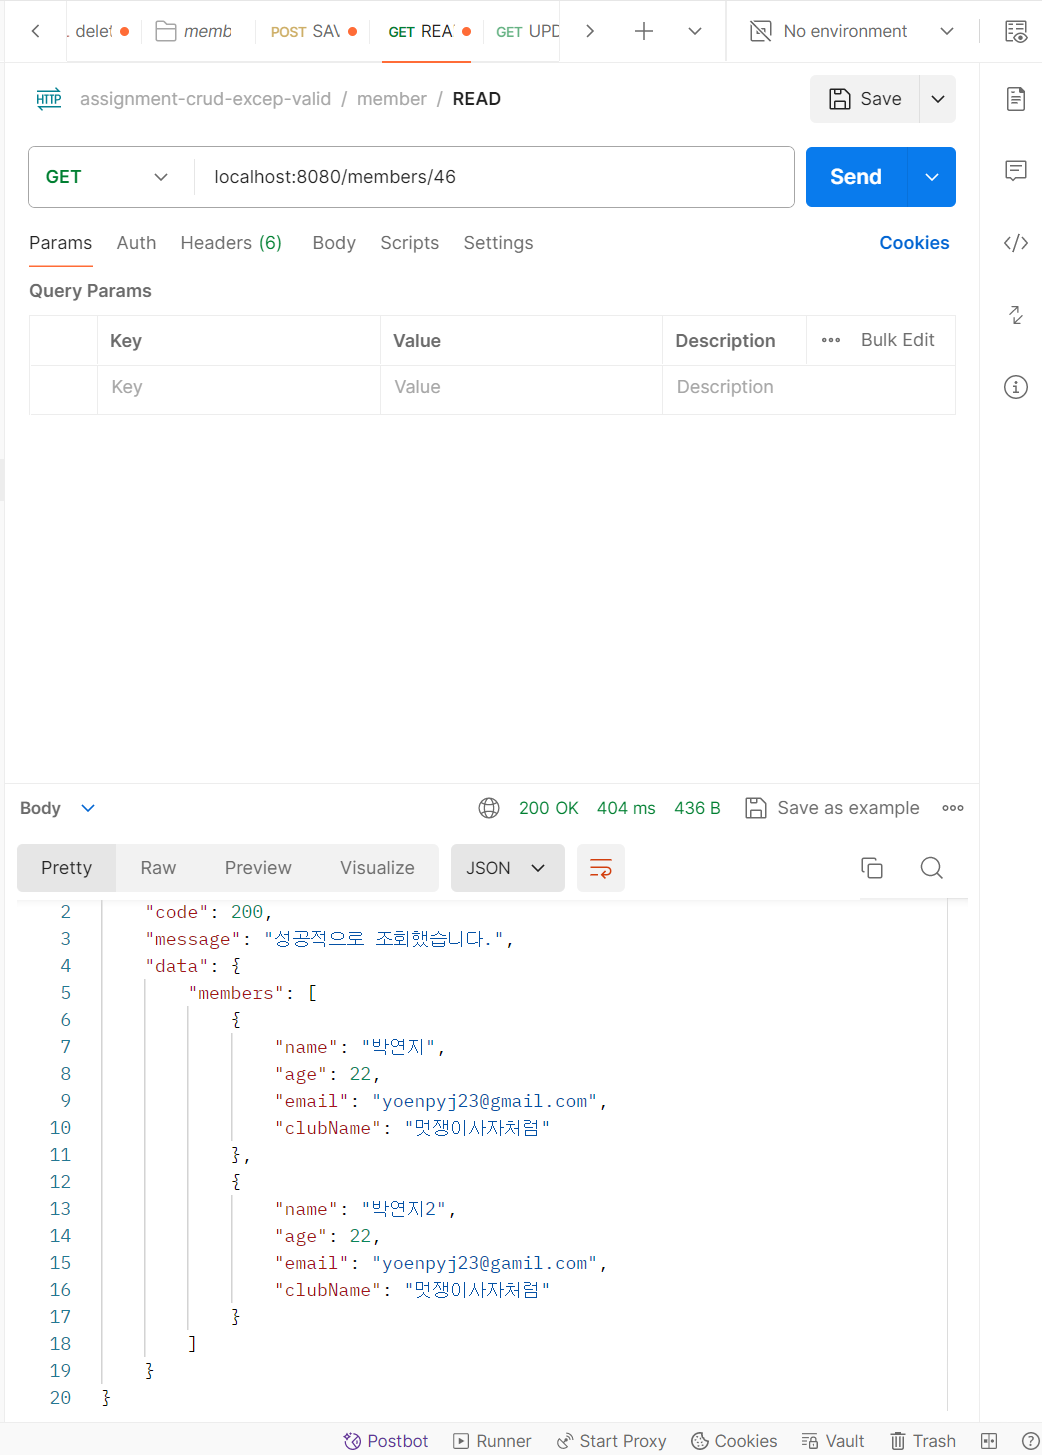 . delet memb POST SAV GET REA GET UPD No environment
HTTP assignment-crud-excep-valid / member / READ Save
GET localhost:8080/members/46 Send
Params Auth Headers (6) Body Scripts Settings Cookies
Query Params
Key Value Description Bulk Edit
Key Value Description
Body 200 OK 404 ms 436 B Save as example
Pretty Raw Preview Visualize JSON
2 "code": 200,
3 "message": "성공적으로 조회했습니다.",
4 "data": {
5 "members": [
6 {
7 "name": "박연지",
8 "age": 22,
9 "email": "yoenpyj23@gmail.com",
10 "clubName": "멋쟁이사자처럼"
11 },
12 {
13 "name": "박연지2",
14 "age": 22,
15 "email": "yoenpyj23@gamil.com",
16 "clubName": "멋쟁이사자처럼"
17 }
18 ]
19 }
20 }
Postbot Runner Start Proxy Cookies Vault Trash